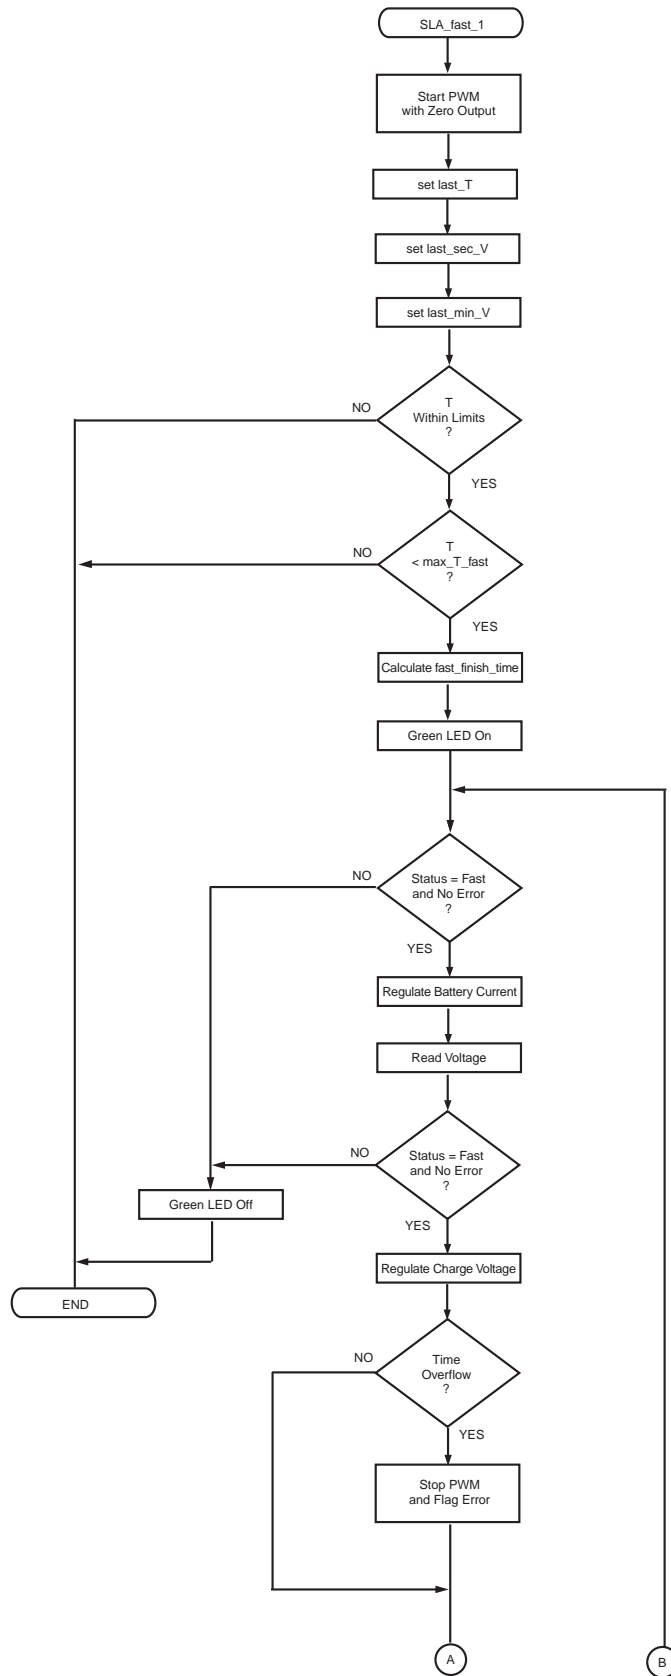 SLA_fast_1
Start PWM
with Zero Output
set last_T
set last_sec_V
set last_min_V
T
Within Limits
?
NO
YES
T
< max_T_fast
?
NO
YES
Calculate fast_finish_time
Green LED On
Status = Fast
and No Error
?
NO
YES
Regulate Battery Current
Read Voltage
Status = Fast
and No Error
?
NO
YES
Green LED Off
Regulate Charge Voltage
END
Time
Overflow
?
NO
YES
Stop PWM
and Flag Error
A
B